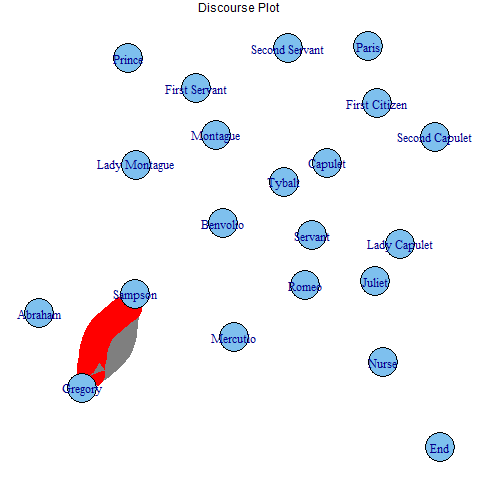 Discourse Plot
Second Servant
Paris
Prince
First Servant
First Citizen
Montague
Second Capulet
Lady Montague
Capulet
Tybalt
Benvolio
Servant
Lady Capulet
Juliet
Romeo
Sampson
Abraham
Mercutio
Nurse
Gregory
End